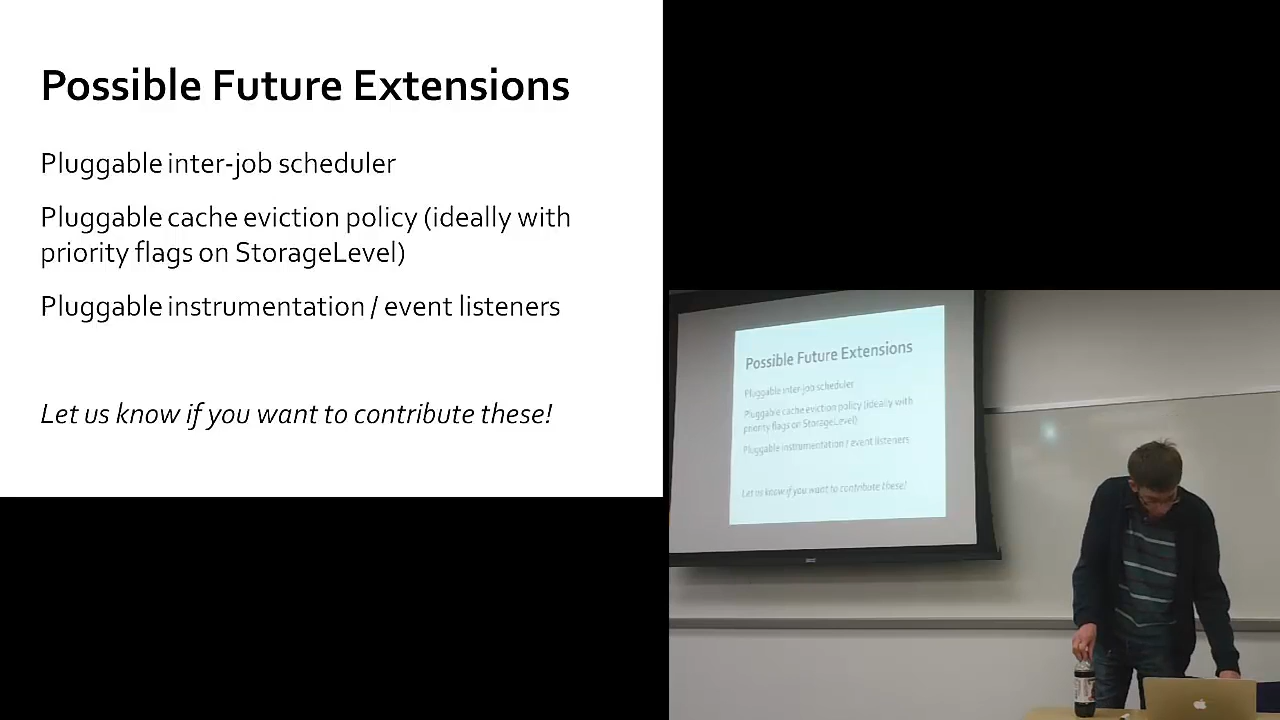 Possible Future Extensions
Pluggable inter-job scheduler
Pluggable cache eviction policy (ideally with
priority flags on StorageLevel)
Pluggable instrumentation / event listeners
Let us know if you want to contribute these!
Possible Future Extensions
Pluggable inter-job scheduler
Pluggable cache eviction policy (ideally with
priority flags on StorageLevel)
Pluggable instrumentation / event listeners
Let us know if you want to contribute these!